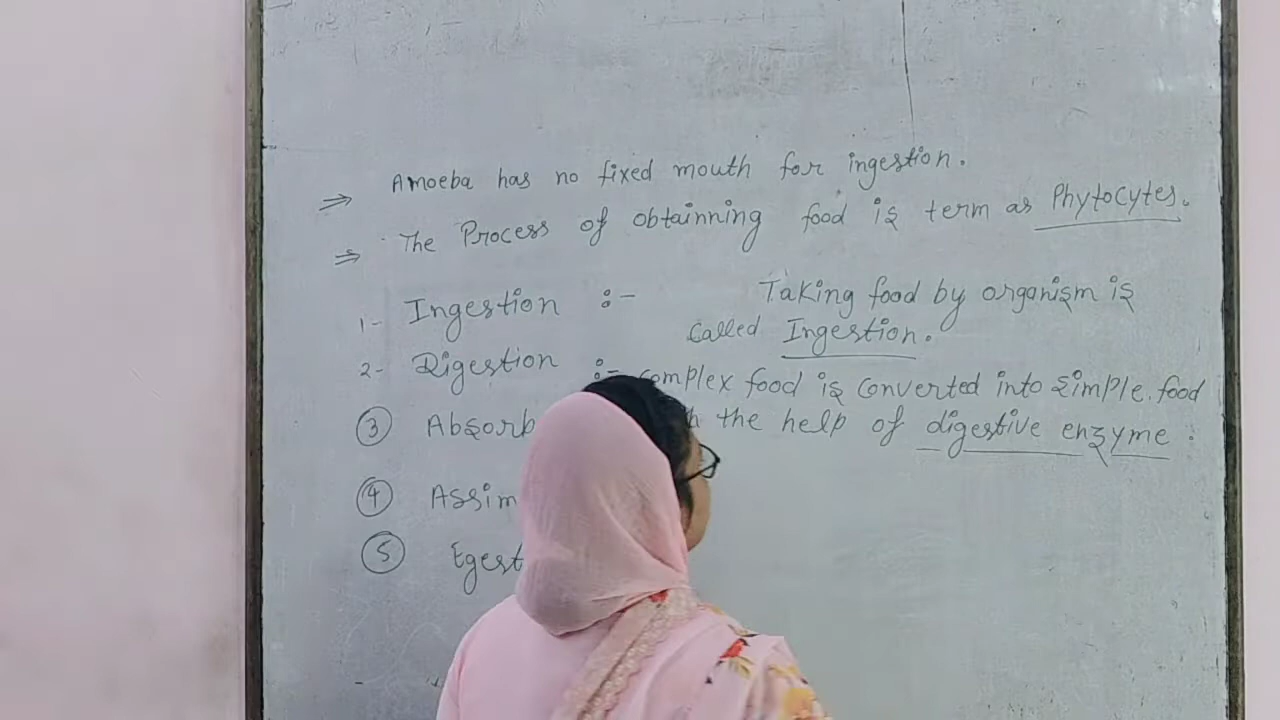 ⇒ Amoeba has no fixed mouth for ingestion.
⇒ The Process of obtainning food is term as Phytocytes.
1- Ingestion :- Taking food by organism is
called Ingestion.
2- Digestion :- complex food is converted into simple food
③ Absorb the help of digestive enzyme.
④ Assim
⑤ Egest